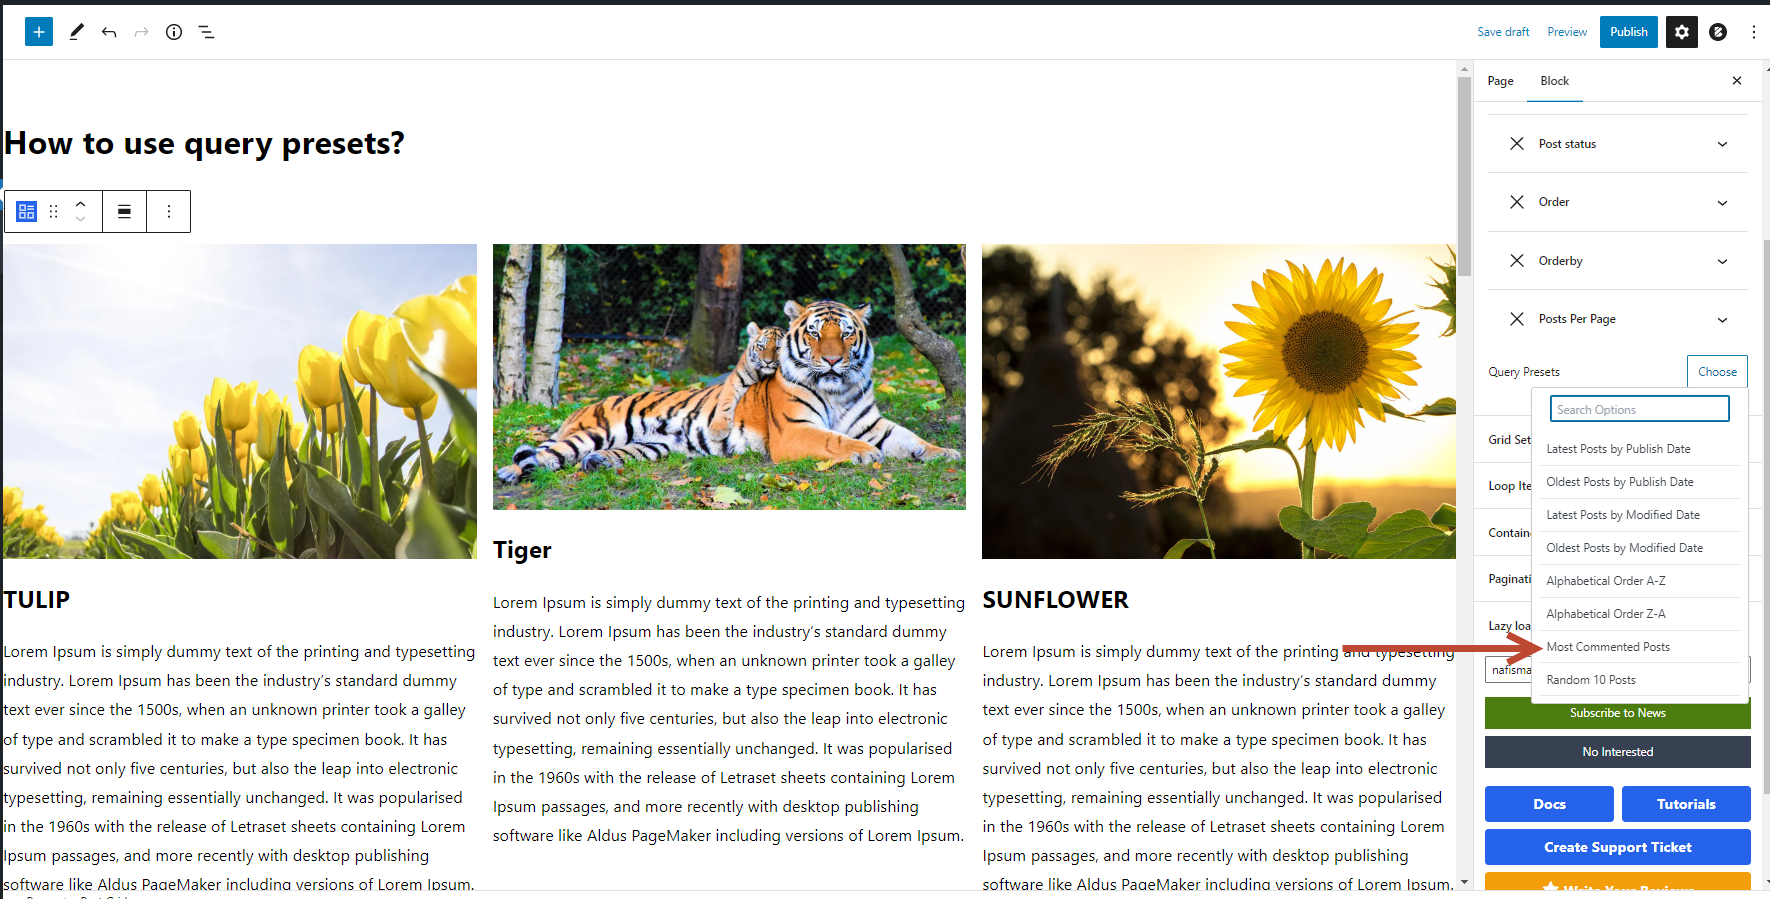 Save draft
Preview
Publish
Page
Block
How to use query presets?
Post status
Order
Orderby
Posts Per Page
Query Presets
Choose
Search Options
Latest Posts by Publish Date
Oldest Posts by Publish Date
Latest Posts by Modified Date
Oldest Posts by Modified Date
Alphabetical Order A-Z
Alphabetical Order Z-A
Most Commented Posts
Random 10 Posts
Grid Set
Loop Ite
Contain
Paginati
Lazy loa
nafisma
Subscribe to News
No Interested
Docs
Tutorials
Create Support Ticket
Write Your Reviews
TULIP
Lorem Ipsum is simply dummy text of the printing and typesetting
industry. Lorem Ipsum has been the industry’s standard dummy
text ever since the 1500s, when an unknown printer took a galley
of type and scrambled it to make a type specimen book. It has
survived not only five centuries, but also the leap into electronic
typesetting, remaining essentially unchanged. It was popularised
in the 1960s with the release of Letraset sheets containing Lorem
Ipsum passages, and more recently with desktop publishing
software like Aldus PageMaker including versions of Lorem Ipsum.
Tiger
Lorem Ipsum is simply dummy text of the printing and typesetting
industry. Lorem Ipsum has been the industry’s standard dummy
text ever since the 1500s, when an unknown printer took a galley
of type and scrambled it to make a type specimen book. It has
survived not only five centuries, but also the leap into electronic
typesetting, remaining essentially unchanged. It was popularised
in the 1960s with the release of Letraset sheets containing Lorem
Ipsum passages, and more recently with desktop publishing
software like Aldus PageMaker including versions of Lorem Ipsum.
SUNFLOWER
Lorem Ipsum is simply dummy text of the printing and typesetting
industry. Lorem Ipsum has been the industry’s standard dummy
text ever since the 1500s, when an unknown printer took a galley
of type and scrambled it to make a type specimen book. It has
survived not only five centuries, but also the leap into electronic
typesetting, remaining essentially unchanged. It was popularised
in the 1960s with the release of Letraset sheets containing Lorem
Ipsum passages, and more recently with desktop publishing
software like Aldus PageMaker including versions of Lorem Ipsum.